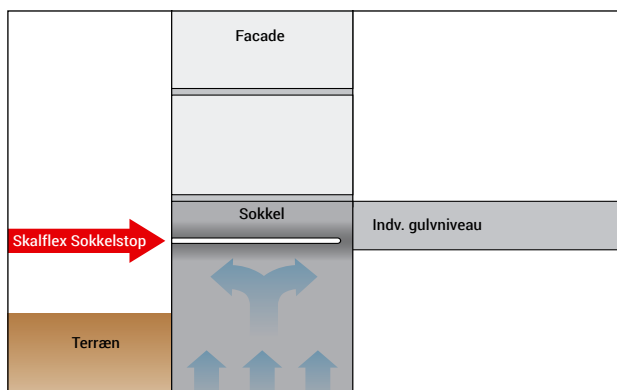 Facade
Sokkel
Indv. gulvniveau
Skalflex Sokkelstop
Terræn